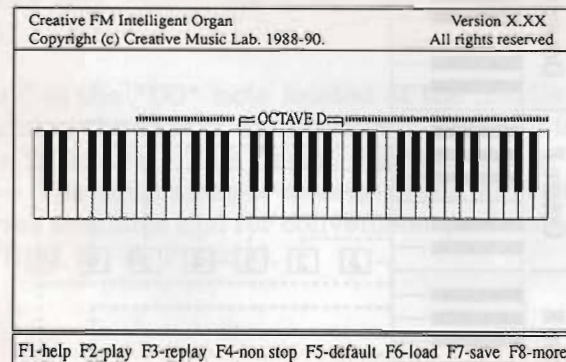 Creative FM Intelligent Organ Version X.XX
Copyright (c) Creative Music Lab. 1988-90. All rights reserved
OCTAVE D
F1-help F2-play F3-replay F4-non stop F5-default F6-load F7-save F8-more